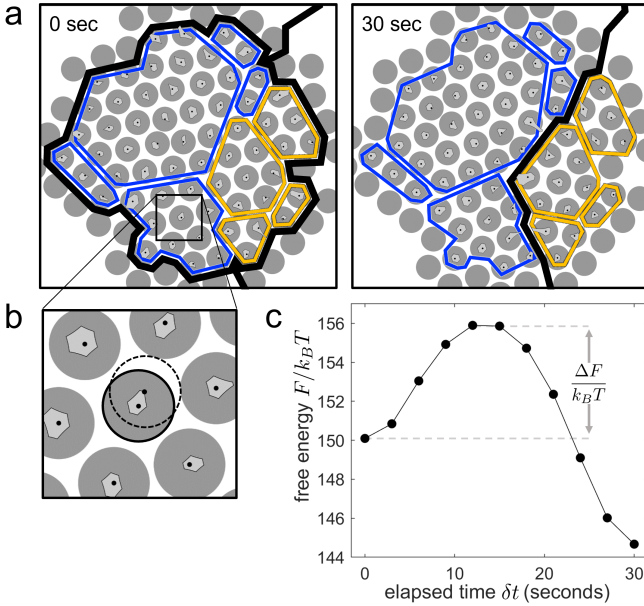 a
0 sec
30 sec
b
c
156
154
152
150
148
146
144
free energy F/k_BT
ΔF
k_BT
0
10
20
30
elapsed time δt (seconds)